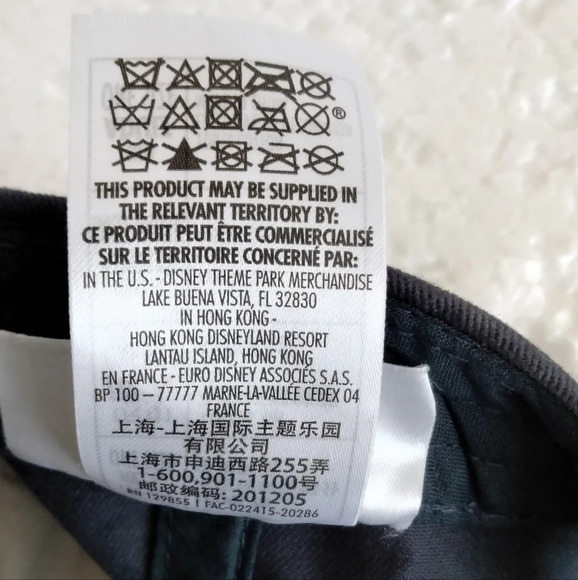 ®
THIS PRODUCT MAY BE SUPPLIED IN
THE RELEVANT TERRITORY BY:
CE PRODUIT PEUT ÊTRE COMMERCIALISÉ
SUR LE TERRITOIRE CONCERNÉ PAR:
IN THE U.S. - DISNEY THEME PARK MERCHANDISE
LAKE BUENA VISTA, FL 32830
IN HONG KONG -
HONG KONG DISNEYLAND RESORT
LANTAU ISLAND, HONG KONG
EN FRANCE - EURO DISNEY ASSOCIÉS S.A.S.
BP 100 – 77777 MARNE-LA-VALLÉE CEDEX 04
FRANCE
上海-上海国际主题乐园
有限公司
上海市申迪西路255弄
1-600,901-1100号
邮政编码: 201205
RN 129855 | FAC-022415-20286